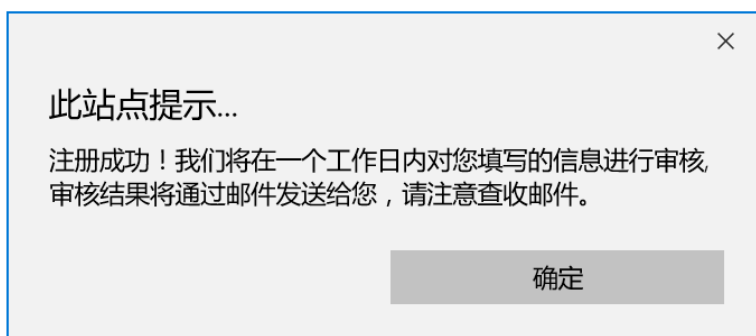 此站点提示...
注册成功！我们将在一个工作日内对您填写的信息进行审核,
审核结果将通过邮件发送给您，请注意查收邮件。
确定